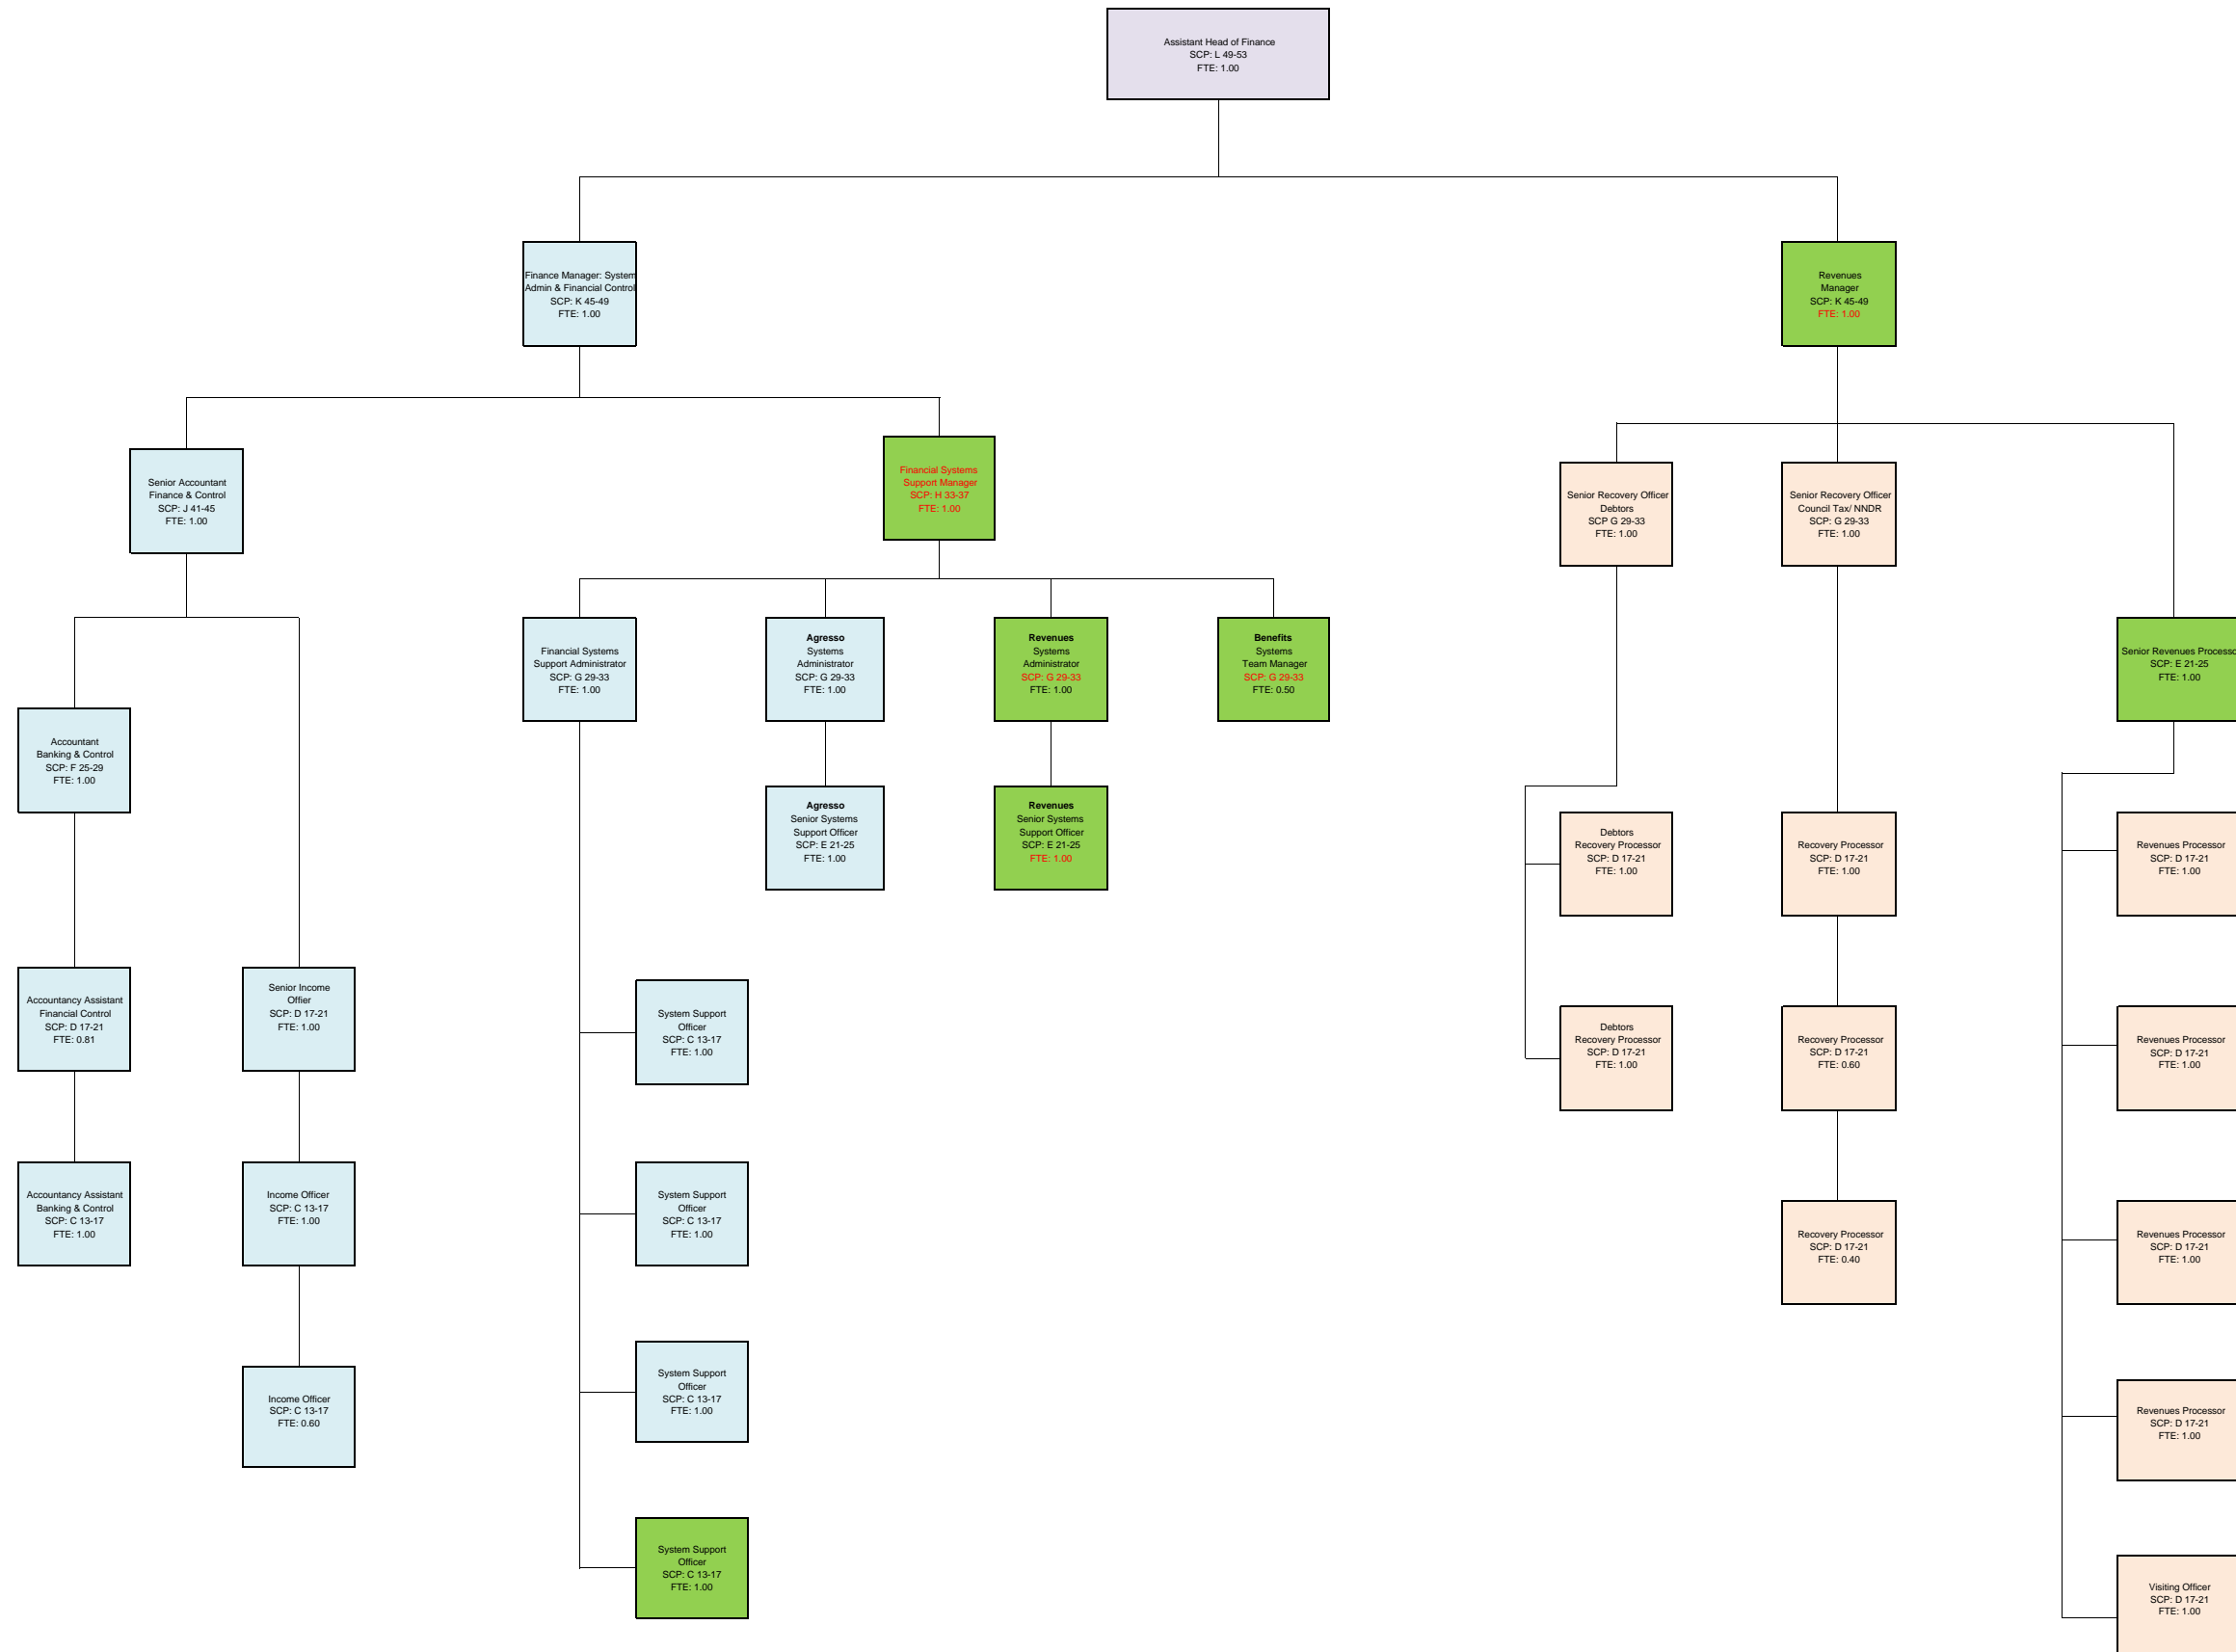 Assistant Head of Finance
SCP: L 49-53
FTE: 1.00
Finance Manager: System
Admin & Financial Control
SCP: K 45-49
FTE: 1.00
Revenues
Manager
SCP: K 45-49
FTE: 1.00
Senior Accountant
Finance & Control
SCP: J 41-45
FTE: 1.00
Financial Systems
Support Manager
SCP: H 33-37
FTE: 1.00
Senior Recovery Officer
Debtors
SCP G 29-33
FTE: 1.00
Senior Recovery Officer
Council Tax/ NNDR
SCP: G 29-33
FTE: 1.00
Financial Systems
Support Administrator
SCP: G 29-33
FTE: 1.00
Agresso
Systems
Administrator
SCP: G 29-33
FTE: 1.00
Revenues
Systems
Administrator
SCP: G 29-33
FTE: 1.00
Benefits
Systems
Team Manager
SCP: G 29-33
FTE: 0.50
Senior Revenues Processo
SCP: E 21-25
FTE: 1.00
Accountant
Banking & Control
SCP: F 25-29
FTE: 1.00
Agresso
Senior Systems
Support Officer
SCP: E 21-25
FTE: 1.00
Revenues
Senior Systems
Support Officer
SCP: E 21-25
FTE: 1.00
Debtors
Recovery Processor
SCP: D 17-21
FTE: 1.00
Recovery Processor
SCP: D 17-21
FTE: 1.00
Revenues Processor
SCP: D 17-21
FTE: 1.00
Accountancy Assistant
Financial Control
SCP: D 17-21
FTE: 0.81
Senior Income
Offier
SCP: D 17-21
FTE: 1.00
System Support
Officer
SCP: C 13-17
FTE: 1.00
Debtors
Recovery Processor
SCP: D 17-21
FTE: 1.00
Recovery Processor
SCP: D 17-21
FTE: 0.60
Revenues Processor
SCP: D 17-21
FTE: 1.00
Accountancy Assistant
Banking & Control
SCP: C 13-17
FTE: 1.00
Income Officer
SCP: C 13-17
FTE: 1.00
System Support
Officer
SCP: C 13-17
FTE: 1.00
Recovery Processor
SCP: D 17-21
FTE: 0.40
Revenues Processor
SCP: D 17-21
FTE: 1.00
Income Officer
SCP: C 13-17
FTE: 0.60
System Support
Officer
SCP: C 13-17
FTE: 1.00
Revenues Processor
SCP: D 17-21
FTE: 1.00
System Support
Officer
SCP: C 13-17
FTE: 1.00
Visiting Officer
SCP: D 17-21
FTE: 1.00